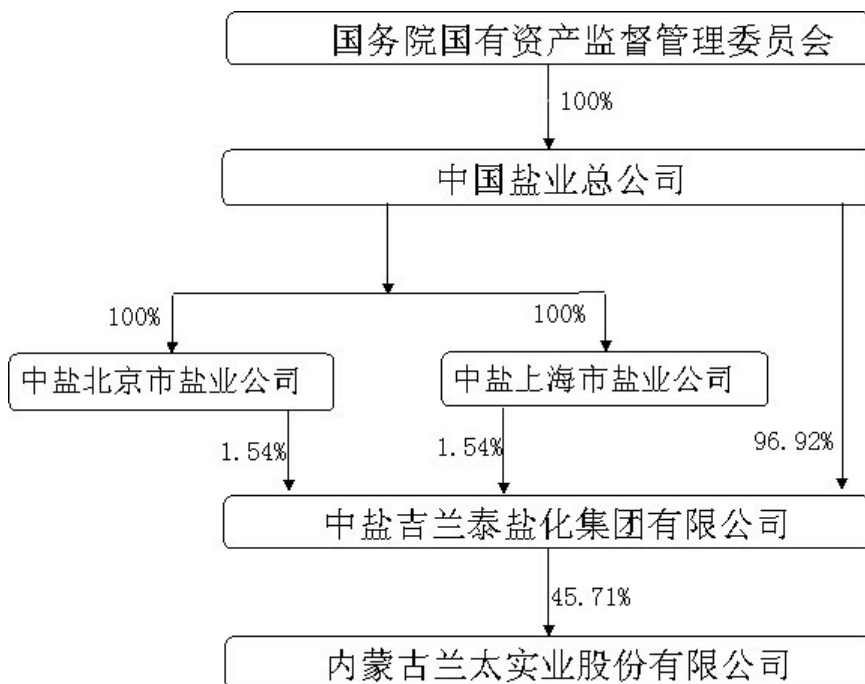 国务院国有资产监督管理委员会
100%
中国盐业总公司
100%
100%
中盐北京市盐业公司
中盐上海市盐业公司
1.54%
1.54%
96.92%
中盐吉兰泰盐化集团有限公司
45.71%
内蒙古兰太实业股份有限公司